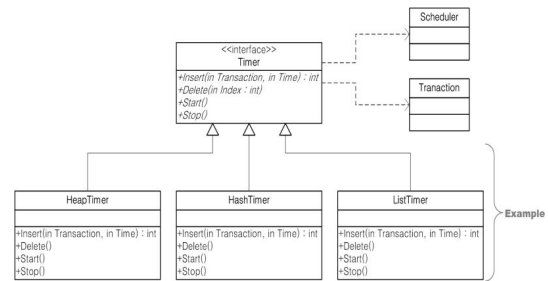 Scheduler
<<interface>>
Timer
+Insert(in Transaction, in Time) : int
+Delete(in Index : int)
+Start()
+Stop()
Tranaction
HeapTimer
+Insert(in Transaction, in Time) : int
+Delete()
+Start()
+Stop()
HashTimer
+Insert(in Transaction, in Time) : int
+Delete()
+Start()
+Stop()
ListTimer
+Insert(in Transaction, in Time) : int
+Delete()
+Start()
+Stop()
Example